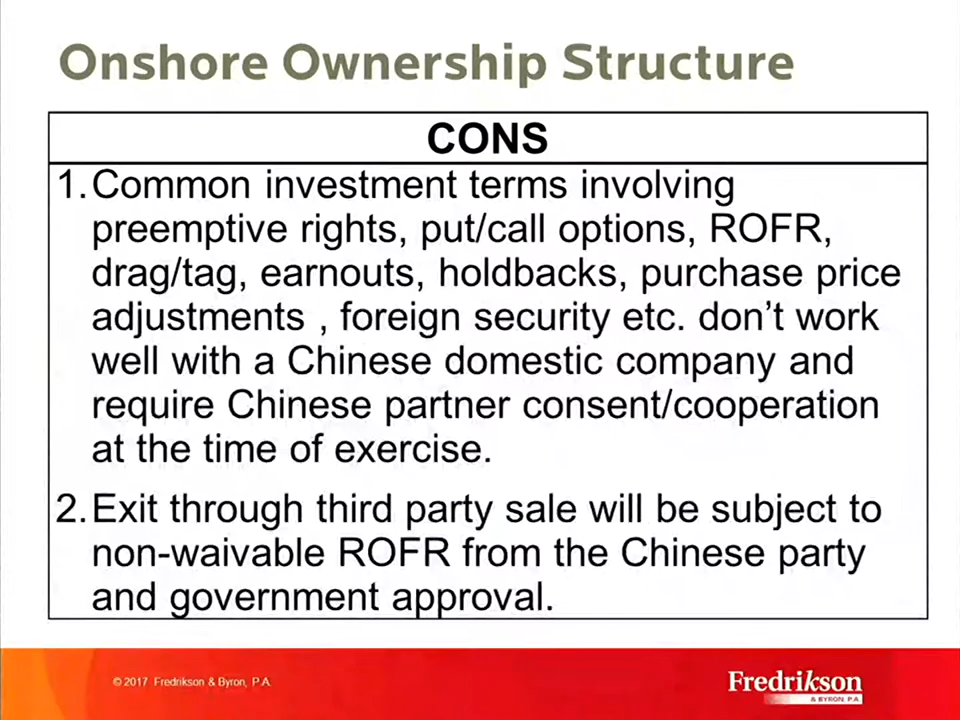 Onshore Ownership Structure
CONS
1. Common investment terms involving
preemptive rights, put/call options, ROFR,
drag/tag, earnouts, holdbacks, purchase price
adjustments , foreign security etc. don’t work
well with a Chinese domestic company and
require Chinese partner consent/cooperation
at the time of exercise.
2. Exit through third party sale will be subject to
non-waivable ROFR from the Chinese party
and government approval.
© 2017 Fredrikson & Byron, P.A.
Fredrikson
& BYRON, P.A.